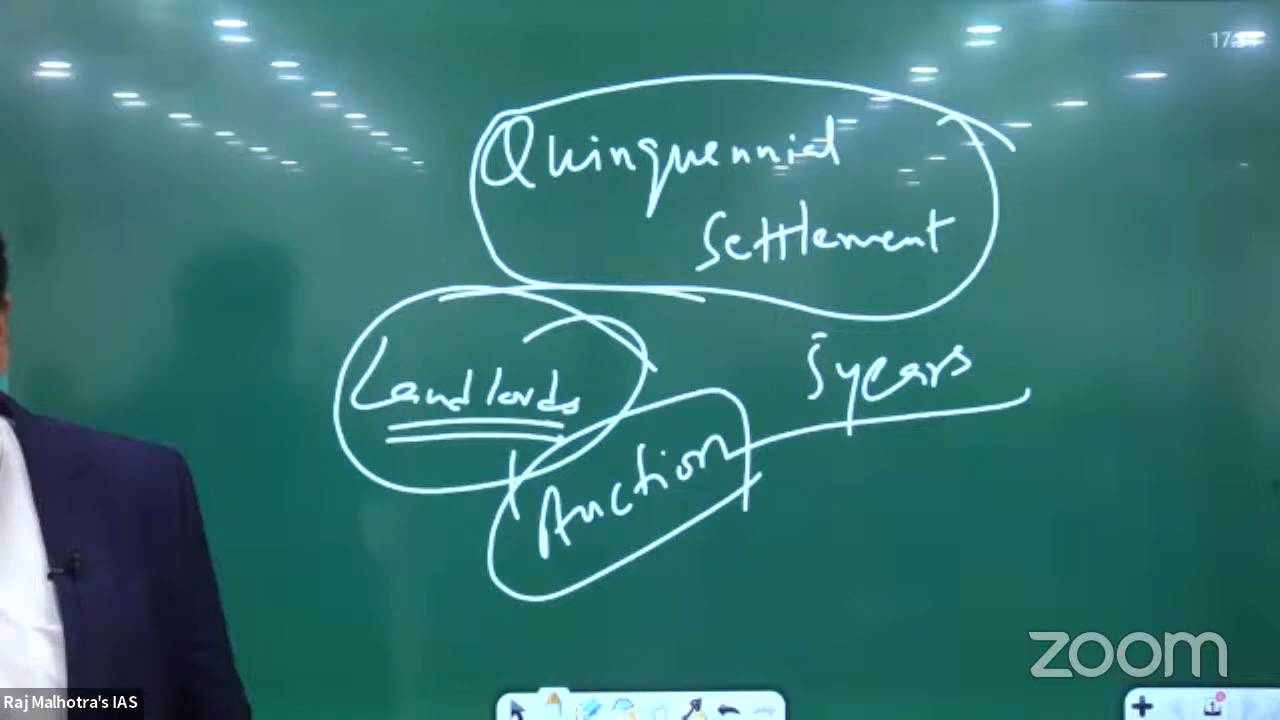 Quinquennial
Settlement
5 years
Landlords
Auction
zoom
Raj Malhotra's IAS